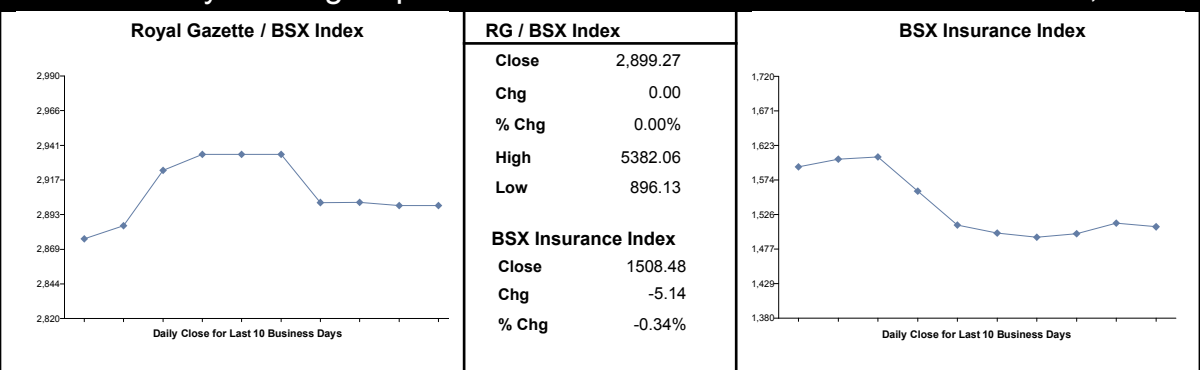 Royal Gazette / BSX Index
2,990
2,966
2,941
2,917
2,893
2,869
2,844
2,820
Daily Close for Last 10 Business Days
RG / BSX Index
Close 2,899.27
Chg 0.00
% Chg 0.00%
High 5382.06
Low 896.13
BSX Insurance Index
Close 1508.48
Chg -5.14
% Chg -0.34%
BSX Insurance Index
1,720
1,671
1,623
1,574
1,526
1,477
1,429
1,380
Daily Close for Last 10 Business Days